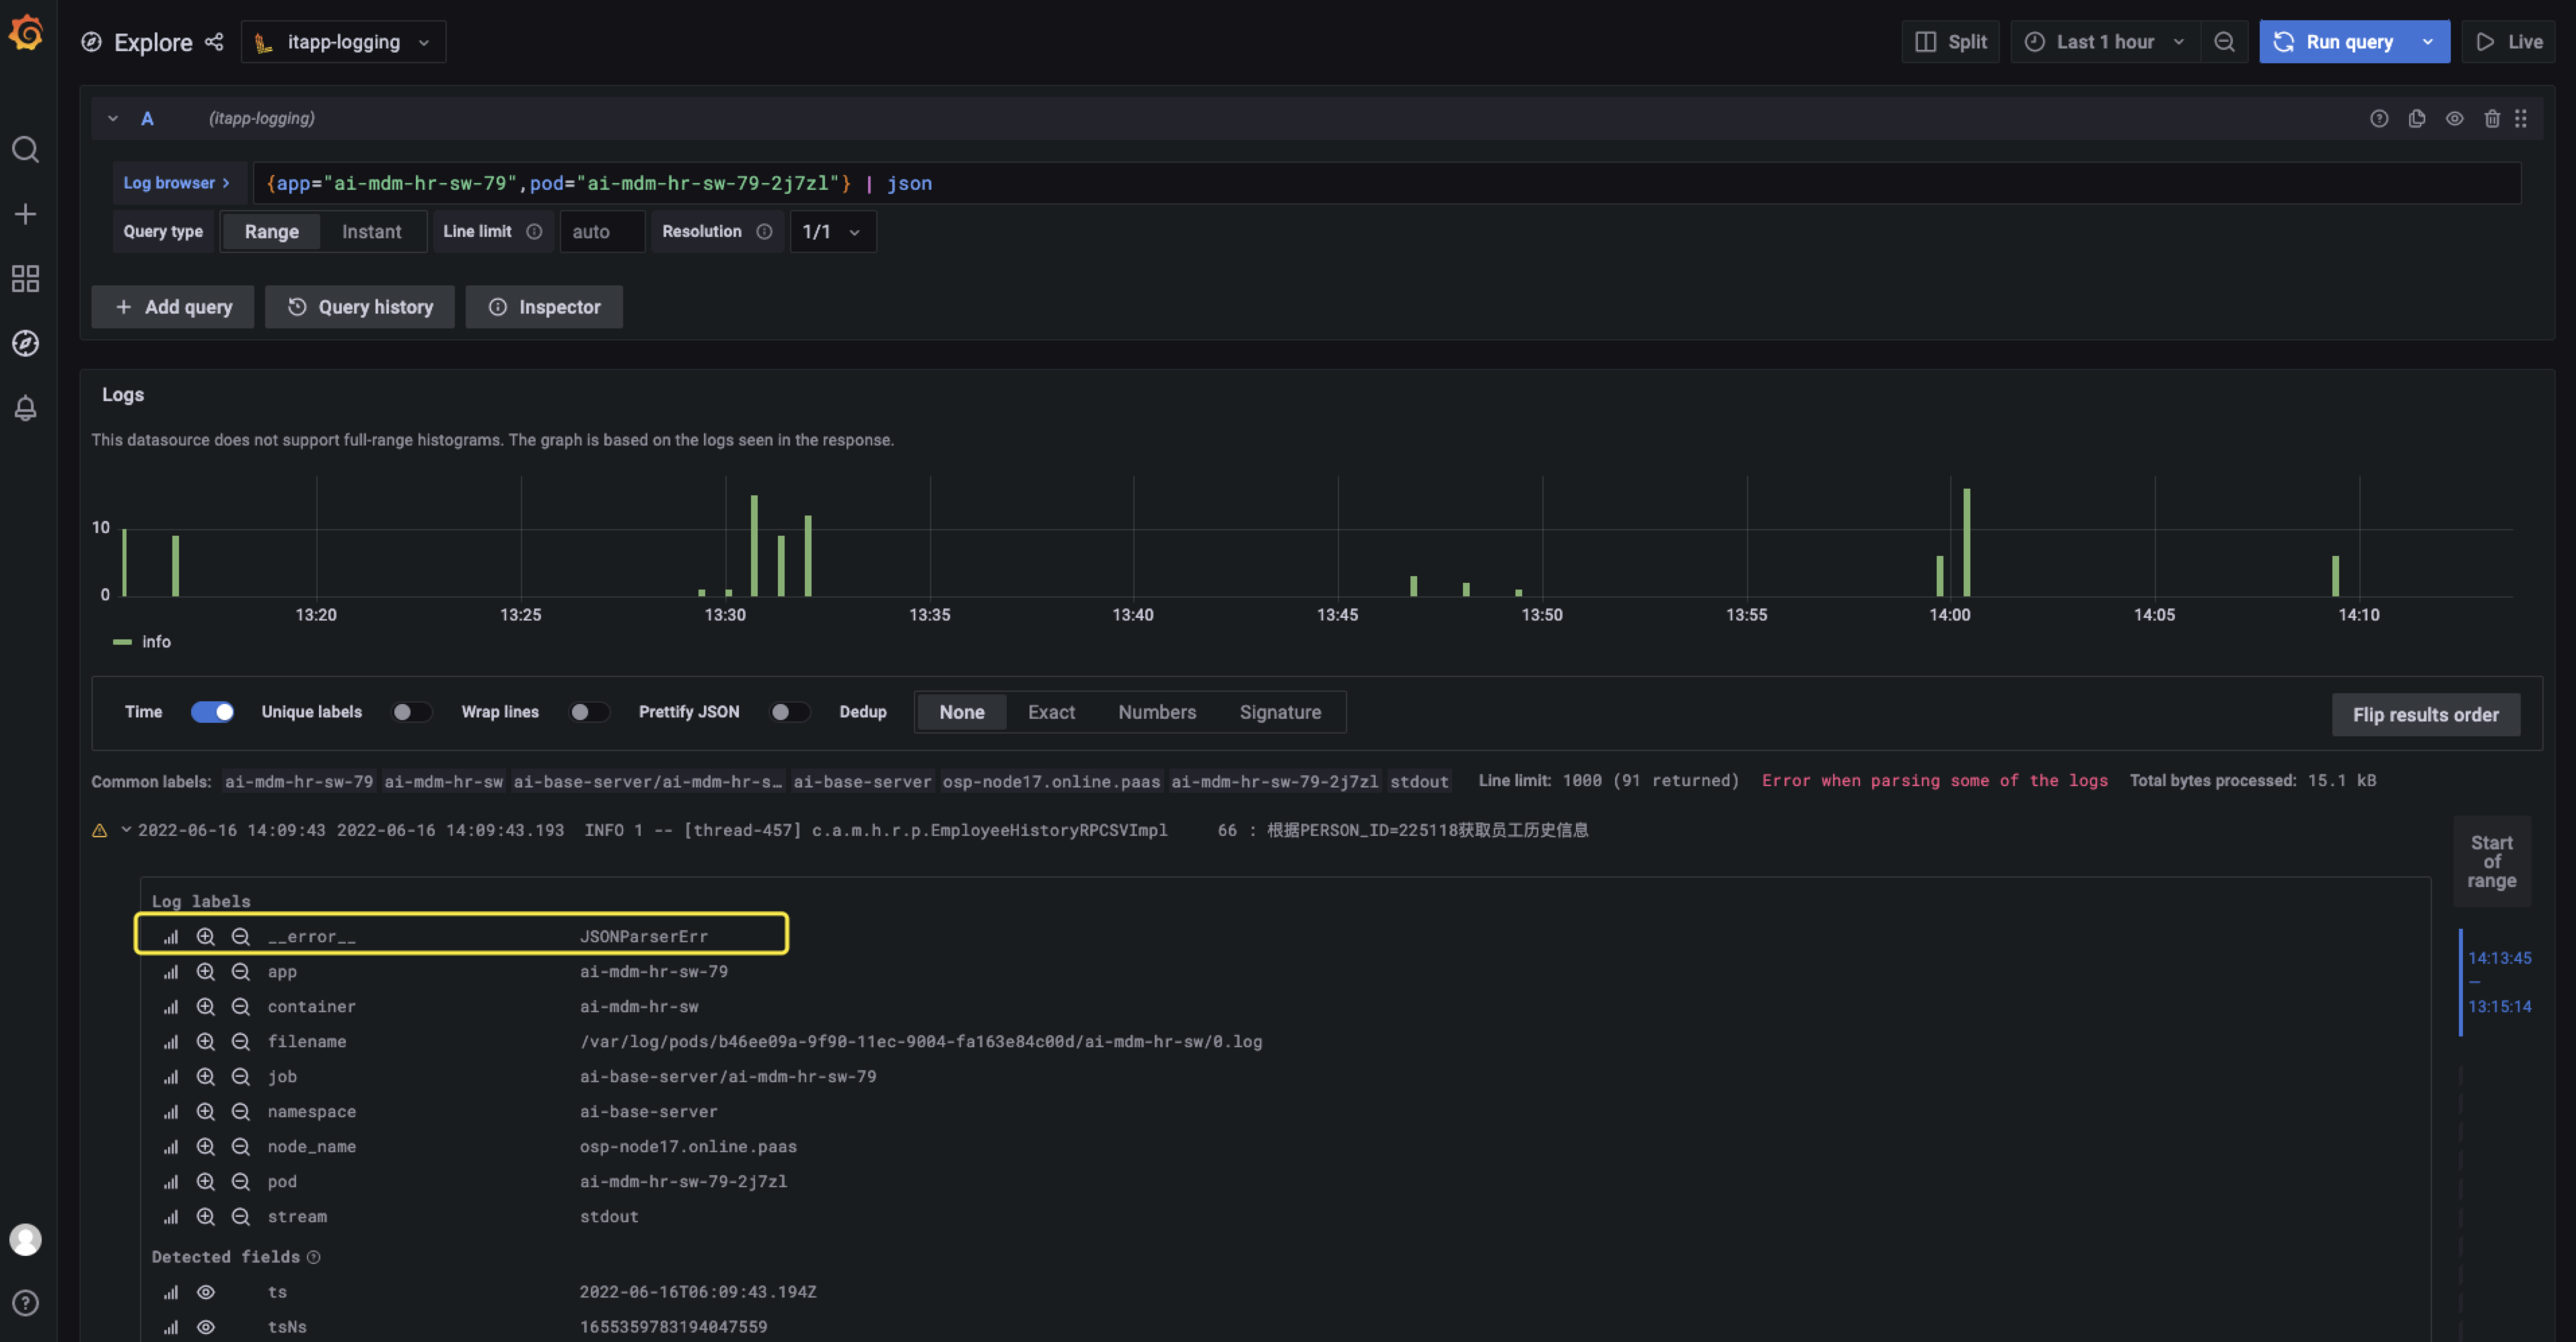 Explore itapp-logging Split Last 1 hour Run query Live
A (itapp-logging)
Log browser > {app="ai-mdm-hr-sw-79",pod="ai-mdm-hr-sw-79-2j7zl"} | json
Query type Range Instant Line limit auto Resolution 1/1
+ Add query Query history Inspector
Logs
This datasource does not support full-range histograms. The graph is based on the logs seen in the response.
10
0
13:20 13:25 13:30 13:35 13:40 13:45 13:50 13:55 14:00 14:05 14:10
info
Time Unique labels Wrap lines Prettify JSON Dedup None Exact Numbers Signature Flip results order
Common labels: ai-mdm-hr-sw-79 ai-mdm-hr-sw ai-base-server/ai-mdm-hr-s… ai-base-server osp-node17.online.paas ai-mdm-hr-sw-79-2j7zl stdout Line limit: 1000 (91 returned) Error when parsing some of the logs Total bytes processed: 15.1 kB
2022-06-16 14:09:43 2022-06-16 14:09:43.193 INFO 1 -- [thread-457] c.a.m.h.r.p.EmployeeHistoryRPCSVImpl 66 : 根据PERSON_ID=225118获取员工历史信息
Start
of
range
14:13:45
—
13:15:14
Log labels
__error__ JSONParserErr
app ai-mdm-hr-sw-79
container ai-mdm-hr-sw
filename /var/log/pods/b46ee09a-9f90-11ec-9004-fa163e84c00d/ai-mdm-hr-sw/0.log
job ai-base-server/ai-mdm-hr-sw-79
namespace ai-base-server
node_name osp-node17.online.paas
pod ai-mdm-hr-sw-79-2j7zl
stream stdout
Detected fields
ts 2022-06-16T06:09:43.194Z
tsNs 1655359783194047559